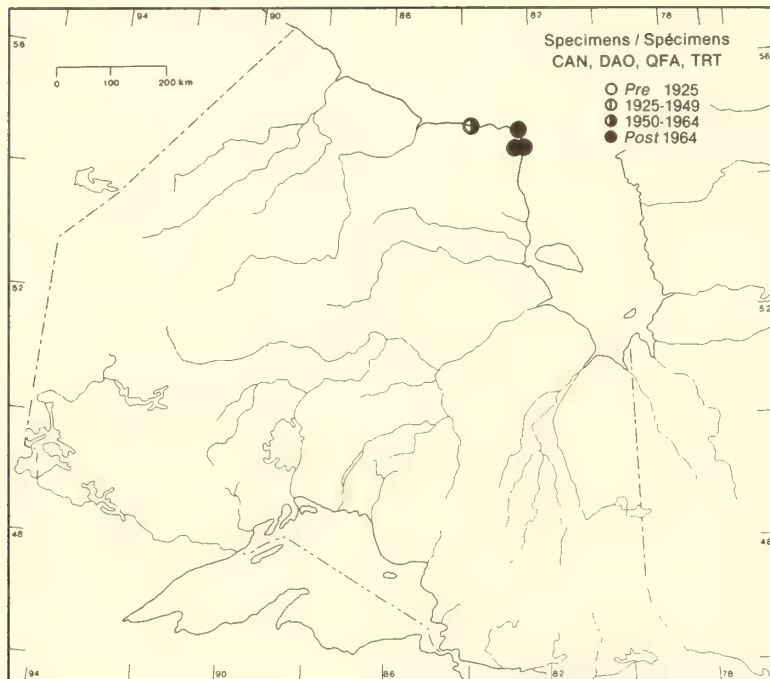 94 90 86 82 78
56 56
Specimens / Spécimens
CAN, DAO, QFA, TRT
0 100 200 km
Pre 1925
1925-1949
1950-1964
Post 1964
52 52
48 48
94 90 86 82 78